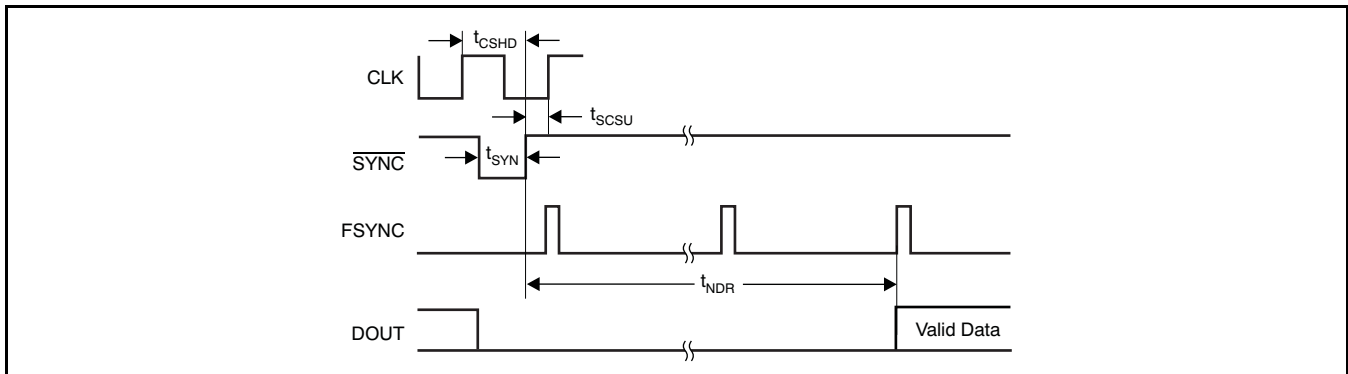 tCSHD
CLK
tSCSU
SYNC
tSYN
FSYNC
tNDR
DOUT
Valid Data